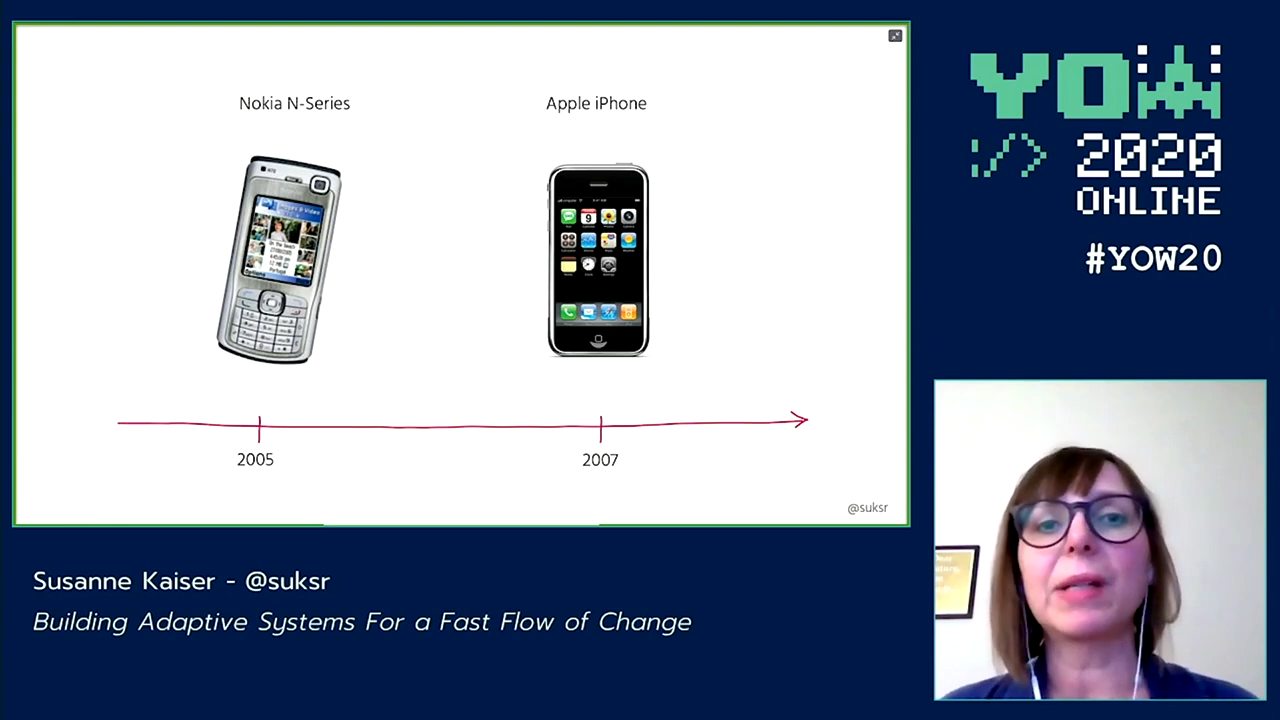 Nokia N-Series
Apple iPhone
2005
2007
@suksr
YOW
:/> 2020
ONLINE
#YOW20
Susanne Kaiser - @suksr
Building Adaptive Systems For a Fast Flow of Change